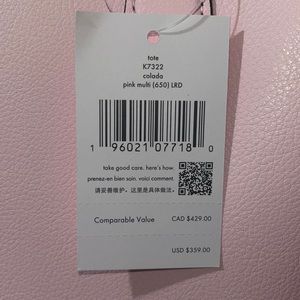 tote
K7322
colada
pink multi (650) LRD
1 96021 07718 0
take good care. here's how
prenez-en bien soin. voici comment
请妥善维护，这里是具体做法。
Comparable Value CAD $429.00
USD $359.00